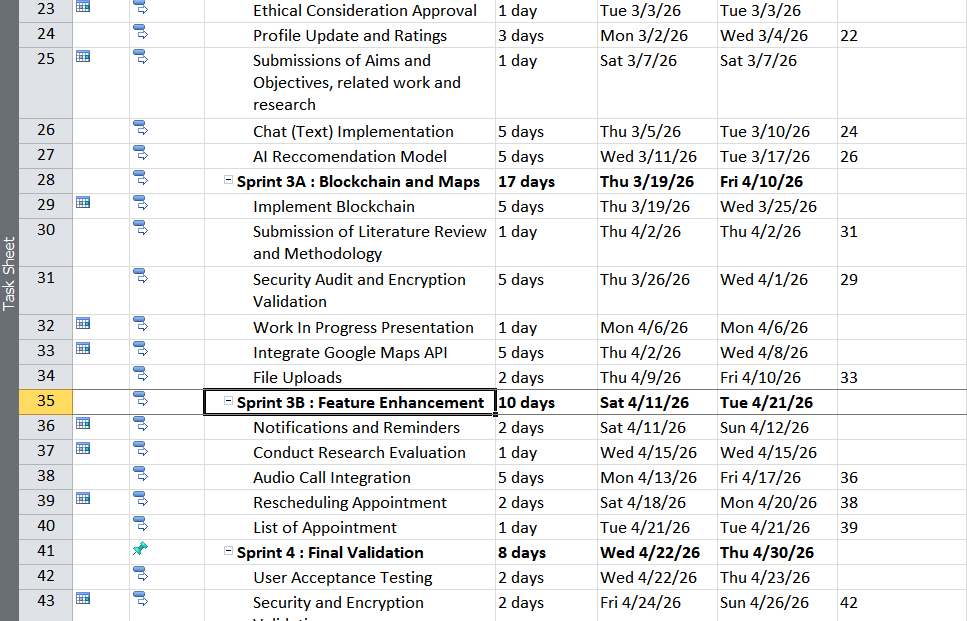 23 Ethical Consideration Approval 1 day Tue 3/3/26 Tue 3/3/26
24 Profile Update and Ratings 3 days Mon 3/2/26 Wed 3/4/26 22
25 Submissions of Aims and 1 day Sat 3/7/26 Sat 3/7/26
Objectives, related work and
research
26 Chat (Text) Implementation 5 days Thu 3/5/26 Tue 3/10/26 24
27 AI Reccomendation Model 5 days Wed 3/11/26 Tue 3/17/26 26
28 Sprint 3A : Blockchain and Maps 17 days Thu 3/19/26 Fri 4/10/26
29 Implement Blockchain 5 days Thu 3/19/26 Wed 3/25/26
30 Submission of Literature Review 1 day Thu 4/2/26 Thu 4/2/26 31
and Methodology
31 Security Audit and Encryption 5 days Thu 3/26/26 Wed 4/1/26 29
Validation
32 Work In Progress Presentation 1 day Mon 4/6/26 Mon 4/6/26
33 Integrate Google Maps API 5 days Thu 4/2/26 Wed 4/8/26
34 File Uploads 2 days Thu 4/9/26 Fri 4/10/26 33
35 Sprint 3B : Feature Enhancement 10 days Sat 4/11/26 Tue 4/21/26
36 Notifications and Reminders 2 days Sat 4/11/26 Sun 4/12/26
37 Conduct Research Evaluation 1 day Wed 4/15/26 Wed 4/15/26
38 Audio Call Integration 5 days Mon 4/13/26 Fri 4/17/26 36
39 Rescheduling Appointment 2 days Sat 4/18/26 Mon 4/20/26 38
40 List of Appointment 1 day Tue 4/21/26 Tue 4/21/26 39
41 Sprint 4 : Final Validation 8 days Wed 4/22/26 Thu 4/30/26
42 User Acceptance Testing 2 days Wed 4/22/26 Thu 4/23/26
43 Security and Encryption 2 days Fri 4/24/26 Sun 4/26/26 42
Task Sheet